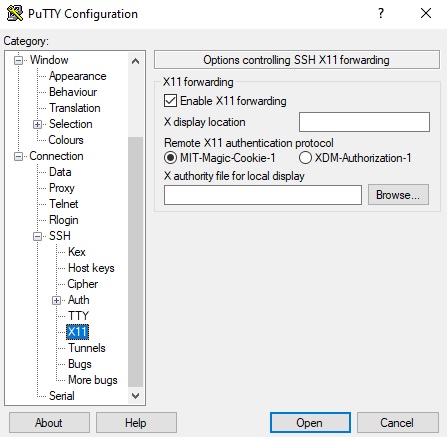 PuTTY Configuration
Category:
Window
Appearance
Behaviour
Translation
Selection
Colours
Connection
Data
Proxy
Telnet
Rlogin
SSH
Kex
Host keys
Cipher
Auth
TTY
X11
Tunnels
Bugs
More bugs
Serial
Options controlling SSH X11 forwarding
X11 forwarding
Enable X11 forwarding
X display location
Remote X11 authentication protocol
MIT-Magic-Cookie-1 XDM-Authorization-1
X authority file for local display
Browse...
About Help Open Cancel